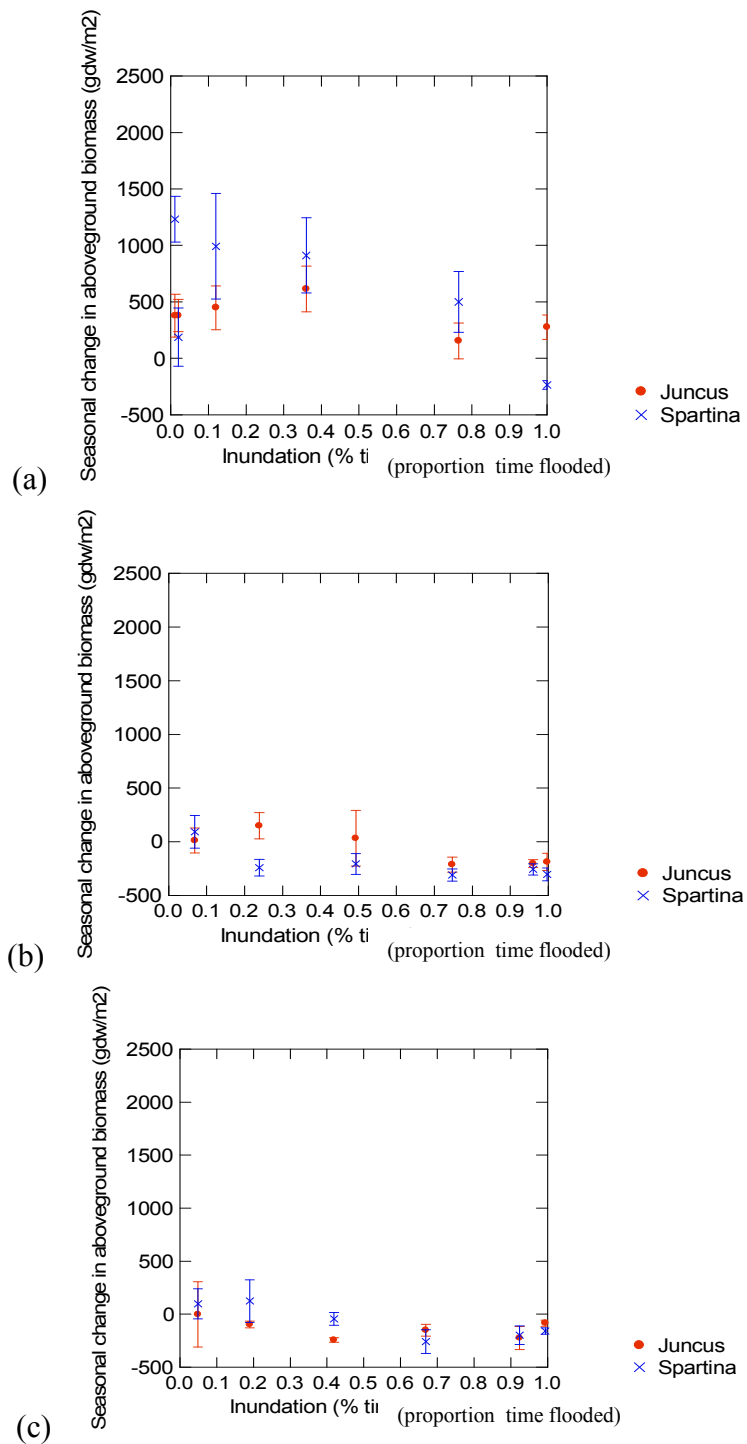 Seasonal change in aboveground biomass (gdw/m2)
2500
2000
1500
1000
500
0
-500
0.0 0.1 0.2 0.3 0.4 0.5 0.6 0.7 0.8 0.9 1.0
Inundation (% ti (proportion time flooded)
Juncus
Spartina
(a)
Seasonal change in aboveground biomass (gdw/m2)
2500
2000
1500
1000
500
0
-500
0.0 0.1 0.2 0.3 0.4 0.5 0.6 0.7 0.8 0.9 1.0
Inundation (% ti (proportion time flooded)
Juncus
Spartina
(b)
Seasonal change in aboveground biomass (gdw/m2)
2500
2000
1500
1000
500
0
-500
0.0 0.1 0.2 0.3 0.4 0.5 0.6 0.7 0.8 0.9 1.0
Inundation (% tii (proportion time flooded)
Juncus
Spartina
(c)